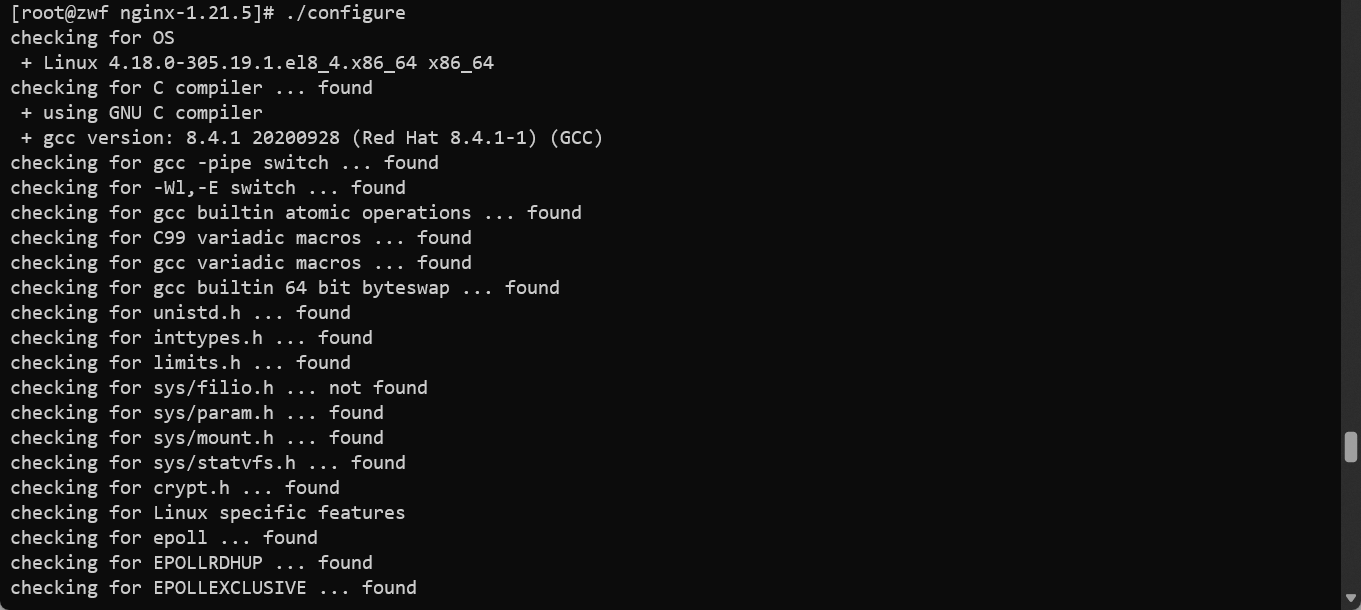 [root@zwf nginx-1.21.5]# ./configure
checking for OS
 + Linux 4.18.0-305.19.1.el8_4.x86_64 x86_64
checking for C compiler ... found
 + using GNU C compiler
 + gcc version: 8.4.1 20200928 (Red Hat 8.4.1-1) (GCC)
checking for gcc -pipe switch ... found
checking for -Wl,-E switch ... found
checking for gcc builtin atomic operations ... found
checking for C99 variadic macros ... found
checking for gcc variadic macros ... found
checking for gcc builtin 64 bit byteswap ... found
checking for unistd.h ... found
checking for inttypes.h ... found
checking for limits.h ... found
checking for sys/filio.h ... not found
checking for sys/param.h ... found
checking for sys/mount.h ... found
checking for sys/statvfs.h ... found
checking for crypt.h ... found
checking for Linux specific features
checking for epoll ... found
checking for EPOLLRDHUP ... found
checking for EPOLLEXCLUSIVE ... found